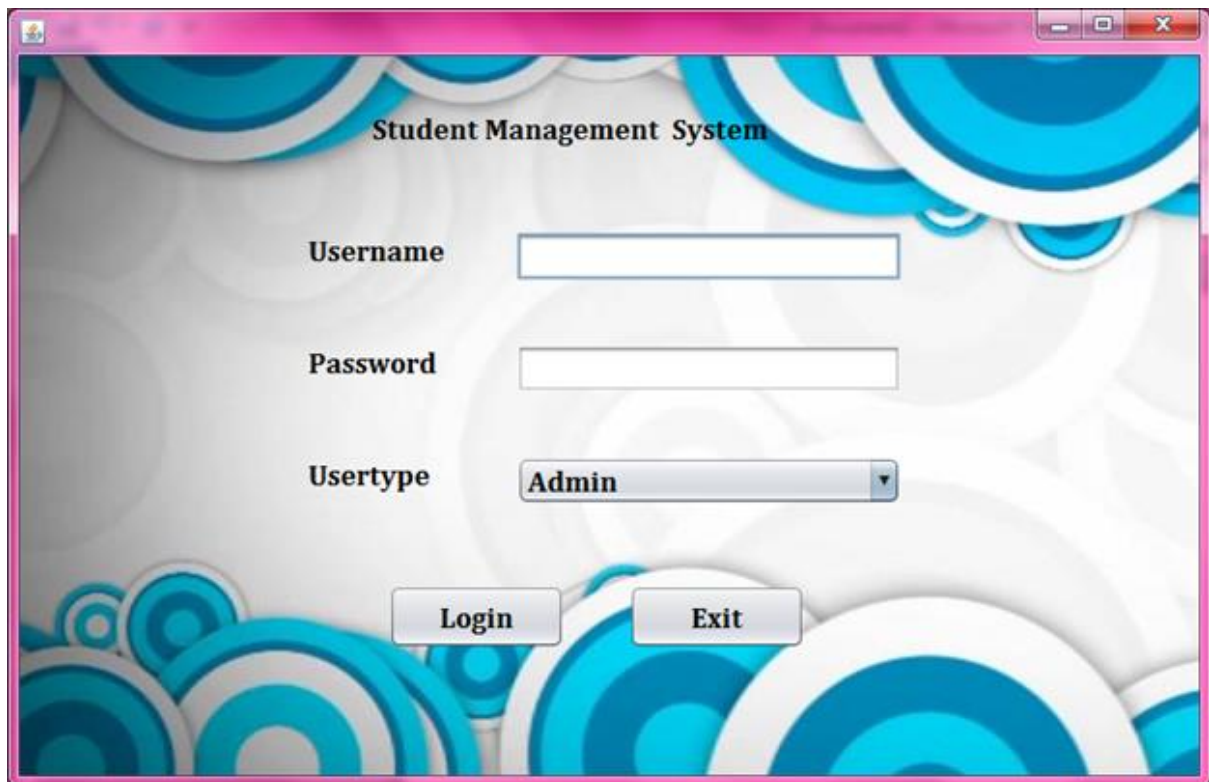 Student Management System
Username
Password
Usertype Admin
Login Exit